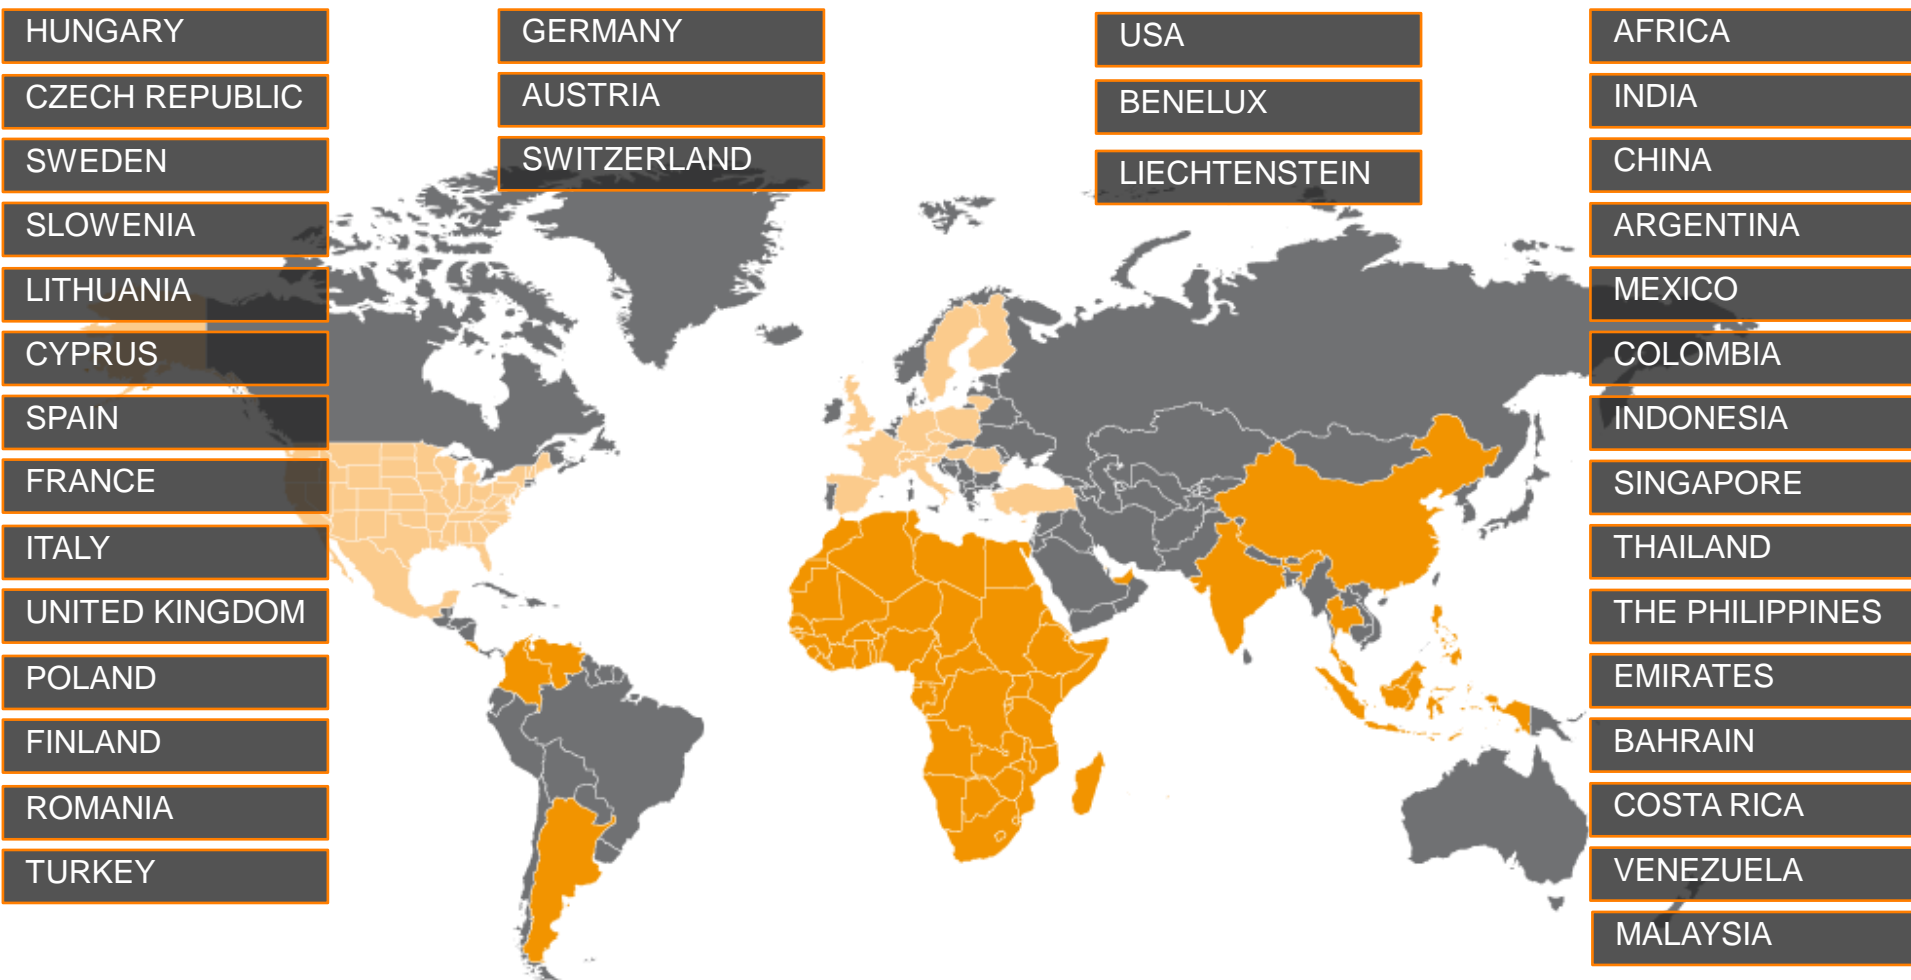 HUNGARY
CZECH REPUBLIC
SWEDEN
SLOWENIA
LITHUANIA
CYPRUS
SPAIN
FRANCE
ITALY
UNITED KINGDOM
POLAND
FINLAND
ROMANIA
TURKEY
GERMANY
AUSTRIA
SWITZERLAND
USA
BENELUX
LIECHTENSTEIN
AFRICA
INDIA
CHINA
ARGENTINA
MEXICO
COLOMBIA
INDONESIA
SINGAPORE
THAILAND
THE PHILIPPINES
EMIRATES
BAHRAIN
COSTA RICA
VENEZUELA
MALAYSIA